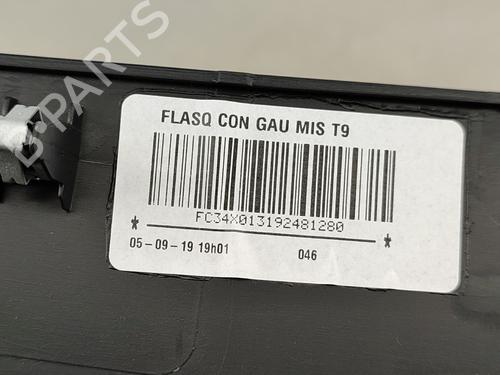 B-PARTS
FLASQ CON GAU MIS T9
FC34X013192481280
* *
05-09-19 19h01 046